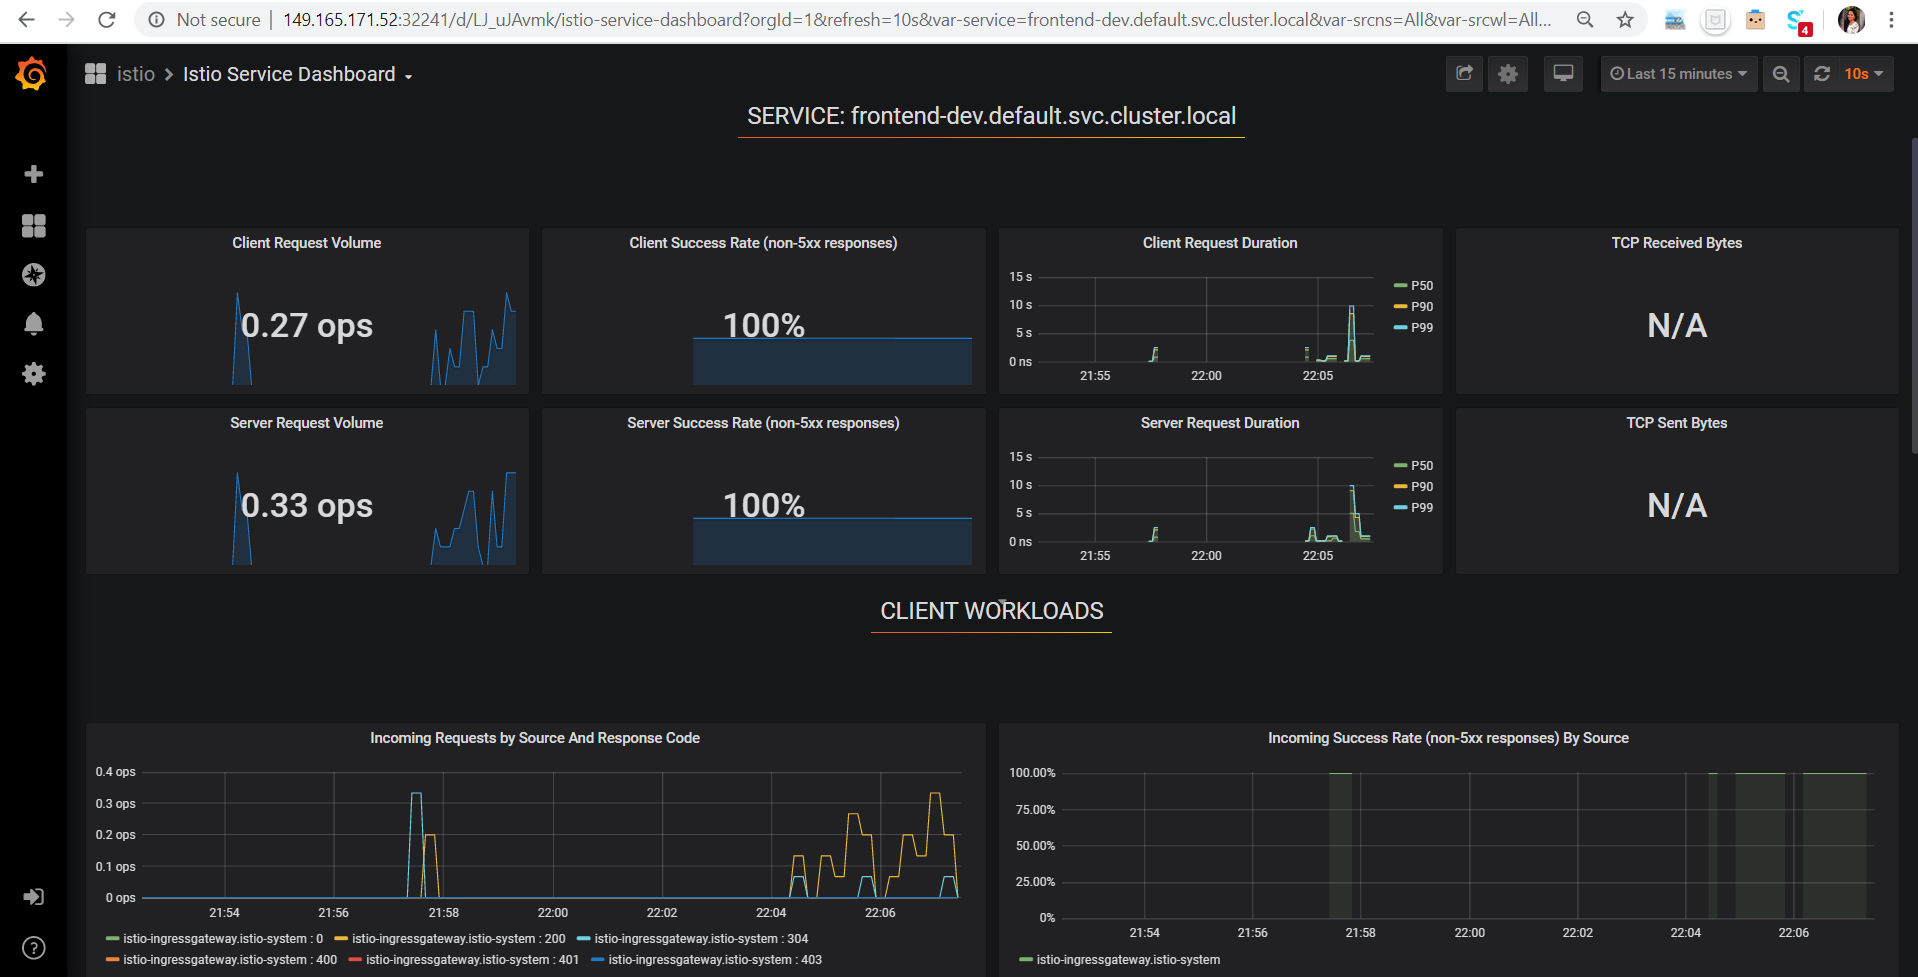 Not secure | 149.165.171.52:32241/d/LJ_uJAvmk/istio-service-dashboard?orgId=1&refresh=10s&var-service=frontend-dev.default.svc.cluster.local&var-srcns=All&var-srcwl=All...
4
istio > Istio Service Dashboard
Last 15 minutes
10s
SERVICE: frontend-dev.default.svc.cluster.local
Client Request Volume
0.27 ops
Client Success Rate (non-5xx responses)
100%
Client Request Duration
15 s
10 s
5 s
0 ns
21:55 22:00 22:05
P50
P90
P99
TCP Received Bytes
N/A
Server Request Volume
0.33 ops
Server Success Rate (non-5xx responses)
100%
Server Request Duration
15 s
10 s
5 s
0 ns
21:55 22:00 22:05
P50
P90
P99
TCP Sent Bytes
N/A
CLIENT WORKLOADS
Incoming Requests by Source And Response Code
0.4 ops
0.3 ops
0.2 ops
0.1 ops
0 ops
21:54 21:56 21:58 22:00 22:02 22:04 22:06
istio-ingressgateway.istio-system : 0 istio-ingressgateway.istio-system : 200 istio-ingressgateway.istio-system : 304
istio-ingressgateway.istio-system : 400 istio-ingressgateway.istio-system : 401 istio-ingressgateway.istio-system : 403
Incoming Success Rate (non-5xx responses) By Source
100.00%
75.00%
50.00%
25.00%
0%
21:54 21:56 21:58 22:00 22:02 22:04 22:06
istio-ingressgateway.istio-system